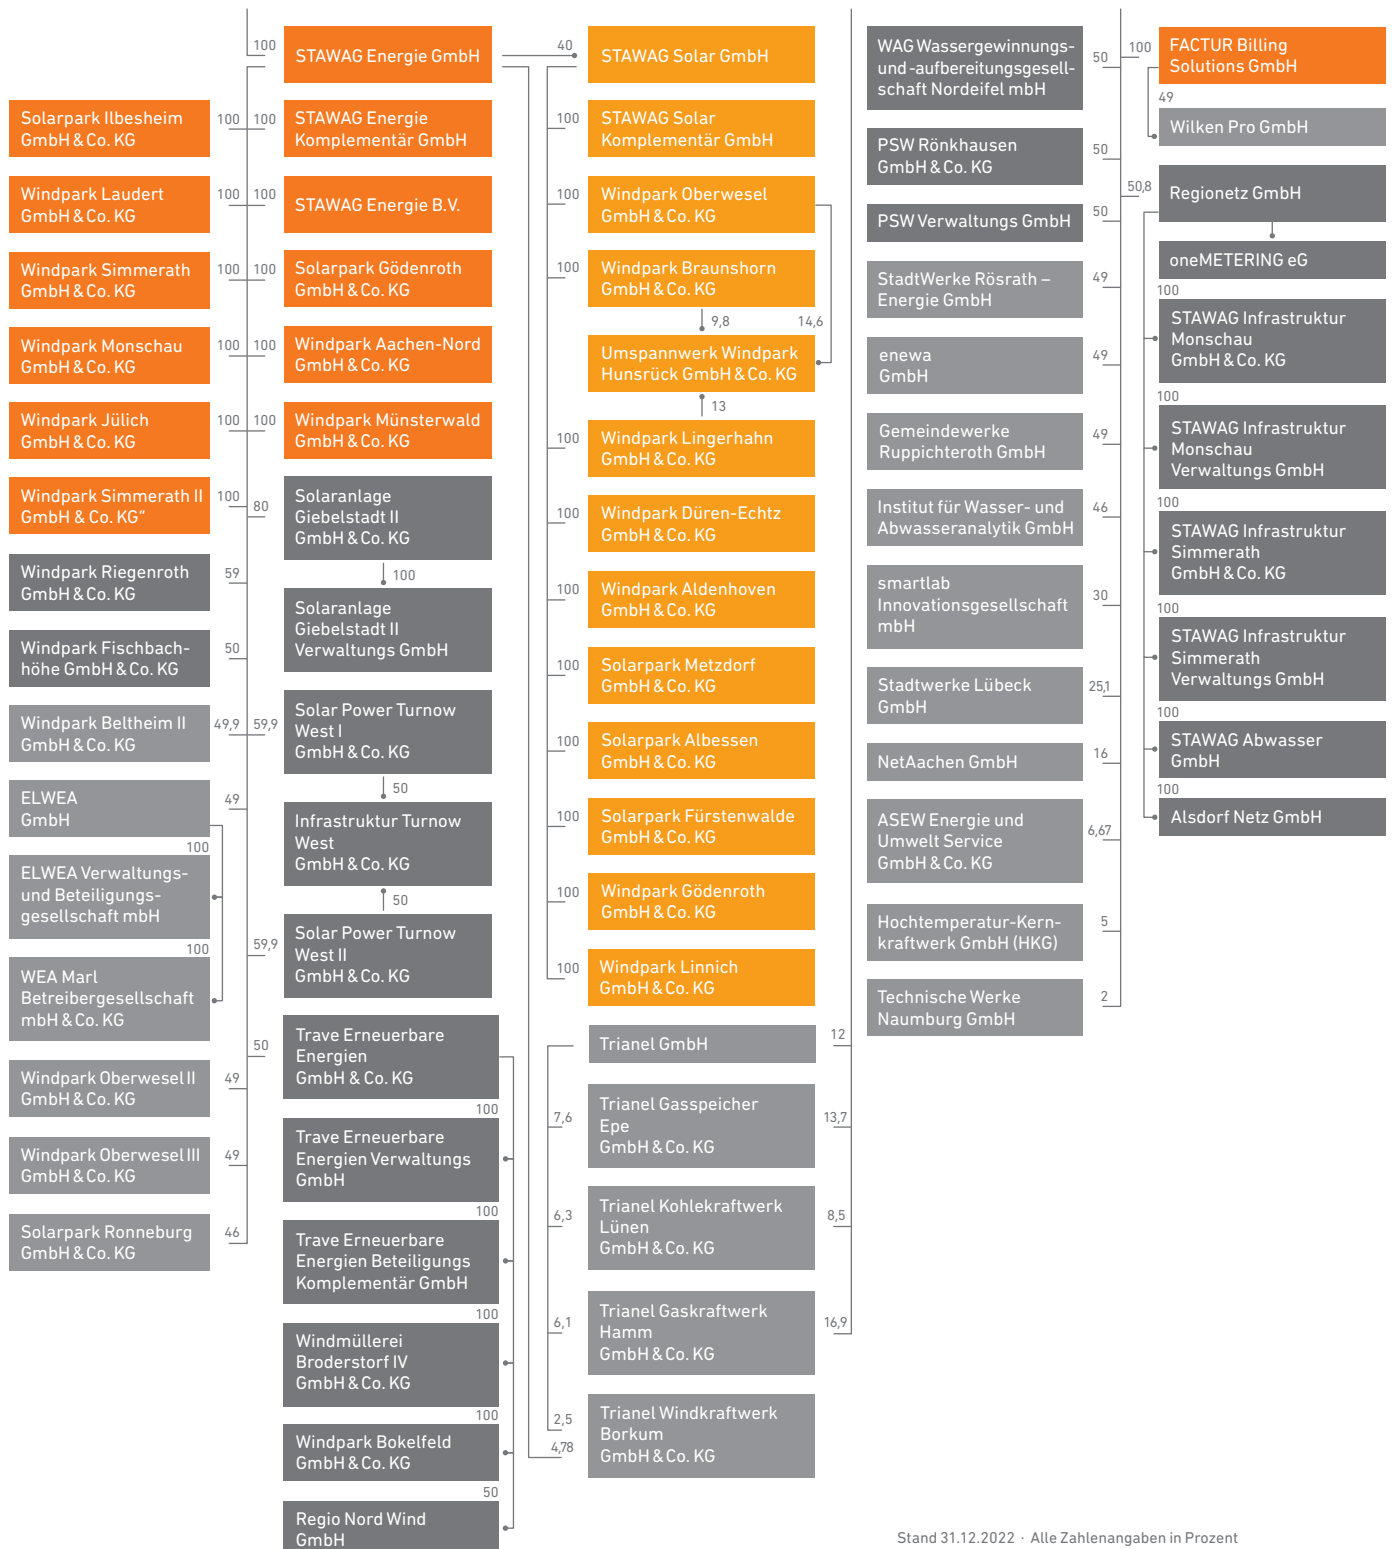 100
STAWAG Energie GmbH
40
STAWAG Solar GmbH
Solarpark Ilbesheim
GmbH & Co. KG
100
100
STAWAG Energie
Komplementär GmbH
Windpark Laudert
GmbH & Co. KG
100
100
STAWAG Energie B.V.
Windpark Simmerath
GmbH & Co. KG
100
100
Solarpark Gödenroth
GmbH & Co. KG
Windpark Monschau
GmbH & Co. KG
100
100
Windpark Aachen-Nord
GmbH & Co. KG
Windpark Jülich
GmbH & Co. KG
100
100
Windpark Münsterwald
GmbH & Co. KG
Windpark Simmerath II
GmbH & Co. KG“
100
80
Solaranlage
Giebelstadt II
GmbH & Co. KG
100
Solaranlage
Giebelstadt II
Verwaltungs GmbH
Windpark Riegenroth
GmbH & Co. KG
59
Windpark Fischbach-
höhe GmbH & Co. KG
50
Windpark Beltheim II
GmbH & Co. KG
49,9
59,9
Solar Power Turnow
West I
GmbH & Co. KG
50
Infrastruktur Turnow
West
GmbH & Co. KG
50
59,9
Solar Power Turnow
West II
GmbH & Co. KG
ELWEA
GmbH
49
100
ELWEA Verwaltungs-
und Beteiligungs-
gesellschaft mbH
100
WEA Marl
Betreibergesellschaft
mbH & Co. KG
Windpark Oberwesel II
GmbH & Co. KG
49
Windpark Oberwesel III
GmbH & Co. KG
49
Solarpark Ronneburg
GmbH & Co. KG
46
50
Trave Erneuerbare
Energien
GmbH & Co. KG
100
Trave Erneuerbare
Energien Verwaltungs
GmbH
100
Trave Erneuerbare
Energien Beteiligungs
Komplementär GmbH
100
Windmüllerei
Broderstorf IV
GmbH & Co. KG
100
Windpark Bokelfeld
GmbH & Co. KG
50
Regio Nord Wind
GmbH
100
STAWAG Solar
Komplementär GmbH
100
Windpark Oberwesel
GmbH & Co. KG
100
Windpark Braunshorn
GmbH & Co. KG
9,8
14,6
Umspannwerk Windpark
Hunsrück GmbH & Co. KG
13
100
Windpark Lingerhahn
GmbH & Co. KG
100
Windpark Düren-Echtz
GmbH & Co. KG
100
Windpark Aldenhoven
GmbH & Co. KG
100
Solarpark Metzdorf
GmbH & Co. KG
100
Solarpark Albessen
GmbH & Co. KG
100
Solarpark Fürstenwalde
GmbH & Co. KG
100
Windpark Gödenroth
GmbH & Co. KG
100
Windpark Linnich
GmbH & Co. KG
Trianel GmbH
12
7,6
Trianel Gasspeicher
Epe
GmbH & Co. KG
13,7
6,3
Trianel Kohlekraftwerk
Lünen
GmbH & Co. KG
8,5
6,1
Trianel Gaskraftwerk
Hamm
GmbH & Co. KG
16,9
2,5
4,78
Trianel Windkraftwerk
Borkum
GmbH & Co. KG
WAG Wassergewinnungs-
und -aufbereitungsgesell-
schaft Nordeifel mbH
50
PSW Rönkhausen
GmbH & Co. KG
50
PSW Verwaltungs GmbH
50
StadtWerke Rösrath –
Energie GmbH
49
enewa
GmbH
49
Gemeindewerke
Ruppichteroth GmbH
49
Institut für Wasser- und
Abwasseranalytik GmbH
46
smartlab
Innovationsgesellschaft
mbH
30
Stadtwerke Lübeck
GmbH
25,1
NetAachen GmbH
16
ASEW Energie und
Umwelt Service
GmbH & Co. KG
6,67
Hochtemperatur-Kern-
kraftwerk GmbH (HKG)
5
Technische Werke
Naumburg GmbH
2
100
FACTUR Billing
Solutions GmbH
49
Wilken Pro GmbH
50,8
Regionetz GmbH
oneMETERING eG
100
STAWAG Infrastruktur
Monschau
GmbH & Co. KG
100
STAWAG Infrastruktur
Monschau
Verwaltungs GmbH
100
STAWAG Infrastruktur
Simmerath
GmbH & Co. KG
100
STAWAG Infrastruktur
Simmerath
Verwaltungs GmbH
100
STAWAG Abwasser
GmbH
100
Alsdorf Netz GmbH
Stand 31.12.2022 · Alle Zahlenangaben in Prozent